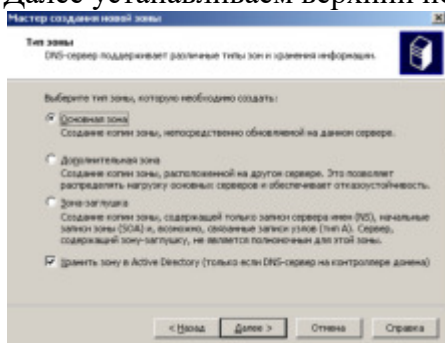 Далее устанавливаем верхний
Мастер создания новой зоны
Тип зоны
DNS-сервер поддерживает различные типы зон и хранения информации.
Выберите тип зоны, которую необходимо создать:
Основная зона
Создание копии зоны, непосредственно обновляемой на данном сервере.
Дополнительная зона
Создание копии зоны, расположенной на другом сервере. Это позволяет
распределять нагрузку основных серверов и обеспечивает отказоустойчивость.
Зона-заглушка
Создание копии зоны, содержащей только записи сервера имен (NS), начальные
записи зоны (SOA) и, возможно, связанные записи узлов (тип A). Сервер,
содержащий зону-заглушку, не является полномочным для этой зоны.
Хранить зону в Active Directory (только если DNS-сервер на контроллере домена)
< Назад Далее > Отмена Справка